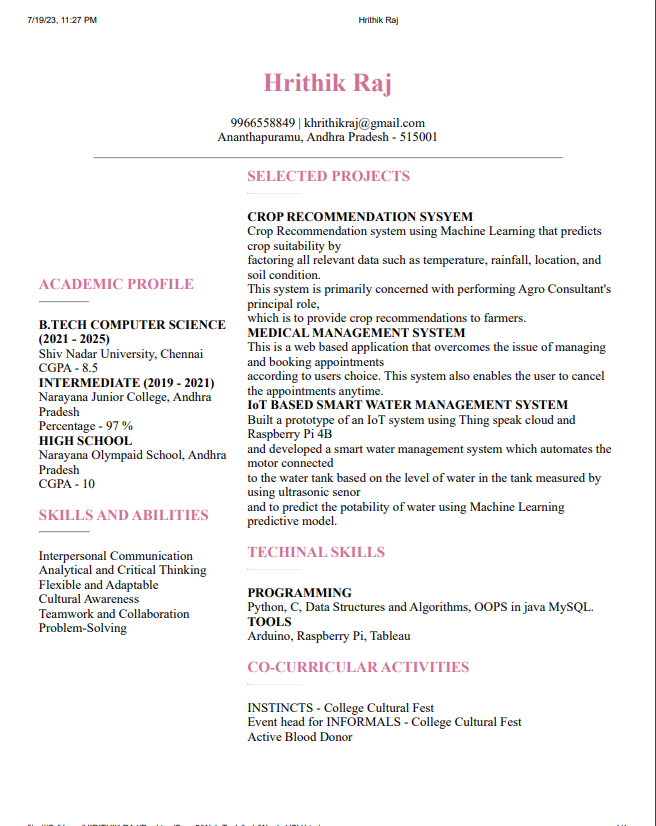 7/19/23, 11:27 PM
Hrithik Raj
Hrithik Raj
9966558849 | khrithikraj@gmail.com
Ananthapuramu, Andhra Pradesh - 515001
ACADEMIC PROFILE
B.TECH COMPUTER SCIENCE
(2021 - 2025)
Shiv Nadar University, Chennai
CGPA - 8.5
INTERMEDIATE (2019 - 2021)
Narayana Junior College, Andhra
Pradesh
Percentage - 97 %
HIGH SCHOOL
Narayana Olympaid School, Andhra
Pradesh
CGPA - 10
SKILLS AND ABILITIES
Interpersonal Communication
Analytical and Critical Thinking
Flexible and Adaptable
Cultural Awareness
Teamwork and Collaboration
Problem-Solving
SELECTED PROJECTS
CROP RECOMMENDATION SYSYEM
Crop Recommendation system using Machine Learning that predicts
crop suitability by
factoring all relevant data such as temperature, rainfall, location, and
soil condition.
This system is primarily concerned with performing Agro Consultant's
principal role,
which is to provide crop recommendations to farmers.
MEDICAL MANAGEMENT SYSTEM
This is a web based application that overcomes the issue of managing
and booking appointments
according to users choice. This system also enables the user to cancel
the appointments anytime.
IoT BASED SMART WATER MANAGEMENT SYSTEM
Built a prototype of an IoT system using Thing speak cloud and
Raspberry Pi 4B
and developed a smart water management system which automates the
motor connected
to the water tank based on the level of water in the tank measured by
using ultrasonic senor
and to predict the potability of water using Machine Learning
predictive model.
TECHINAL SKILLS
PROGRAMMING
Python, C, Data Structures and Algorithms, OOPS in java MySQL.
TOOLS
Arduino, Raspberry Pi, Tableau
CO-CURRICULAR ACTIVITIES
INSTINCTS - College Cultural Fest
Event head for INFORMALS - College Cultural Fest
Active Blood Donor